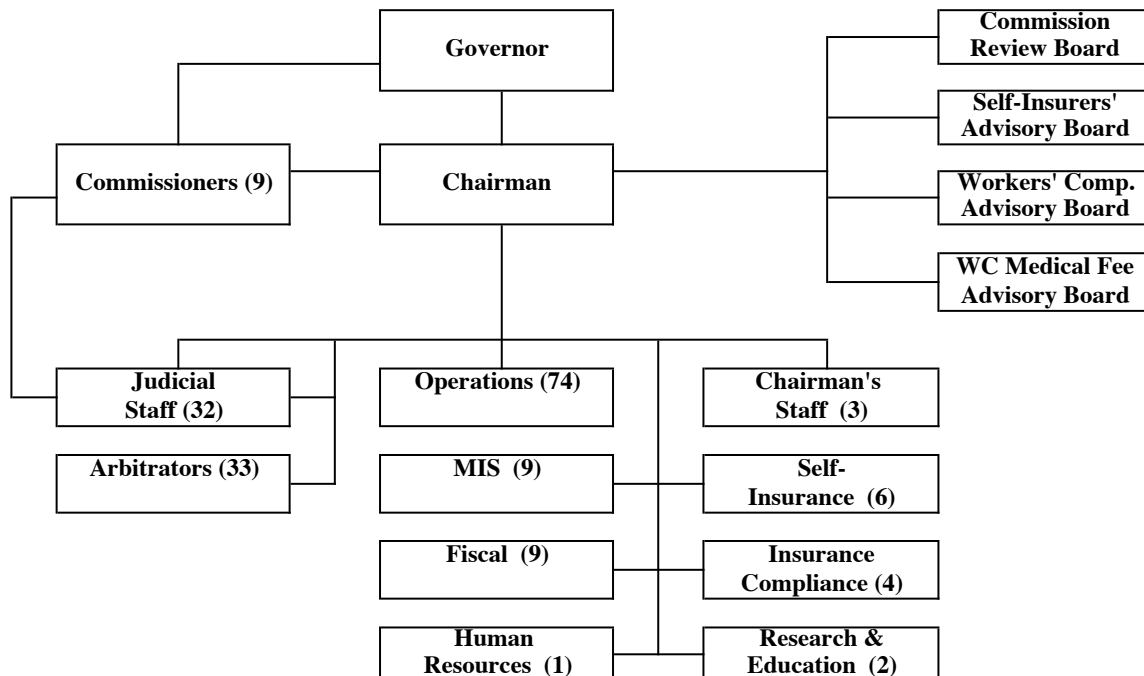 Governor
Commission
Review Board
Self-Insurers'
Advisory Board
Commissioners (9)
Chairman
Workers' Comp.
Advisory Board
WC Medical Fee
Advisory Board
Judicial
Staff (32)
Operations (74)
Chairman's
Staff (3)
Arbitrators (33)
MIS (9)
Self-
Insurance (6)
Fiscal (9)
Insurance
Compliance (4)
Human
Resources (1)
Research &
Education (2)